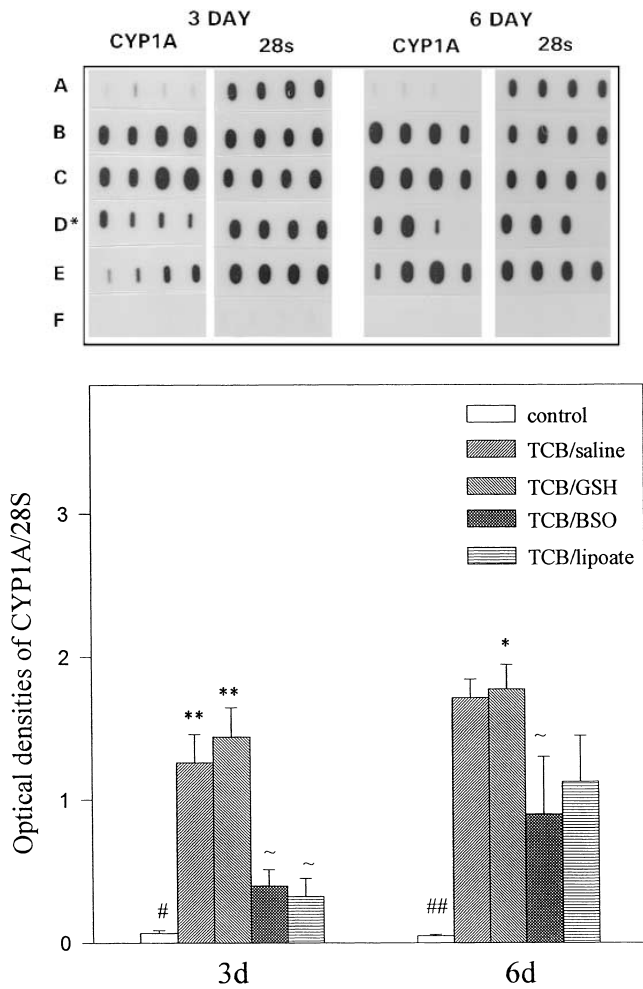 3 DAY 6 DAY
CYP1A 28s CYP1A 28s
A
B
C
D*
E
F
Optical densities of CYP1A/28S
control
TCB/saline
TCB/GSH
TCB/BSO
TCB/lipoate
3
2
1
0
# ** ** ~ ~
## * ~
3d 6d